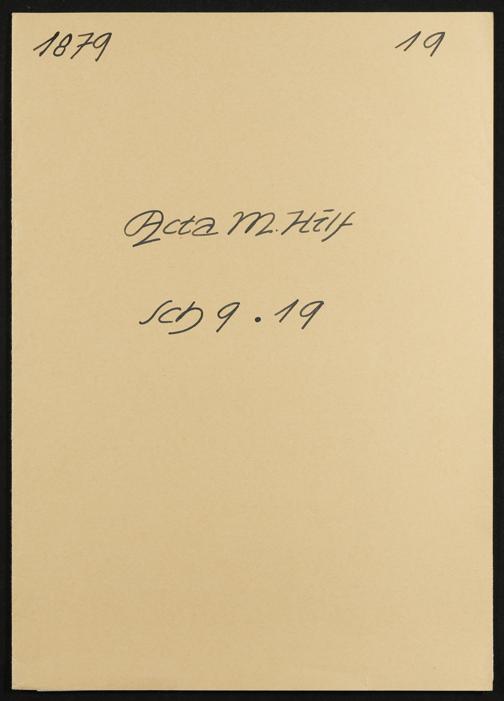 1879 19
Acta M. Hilf
Sch 9 . 19